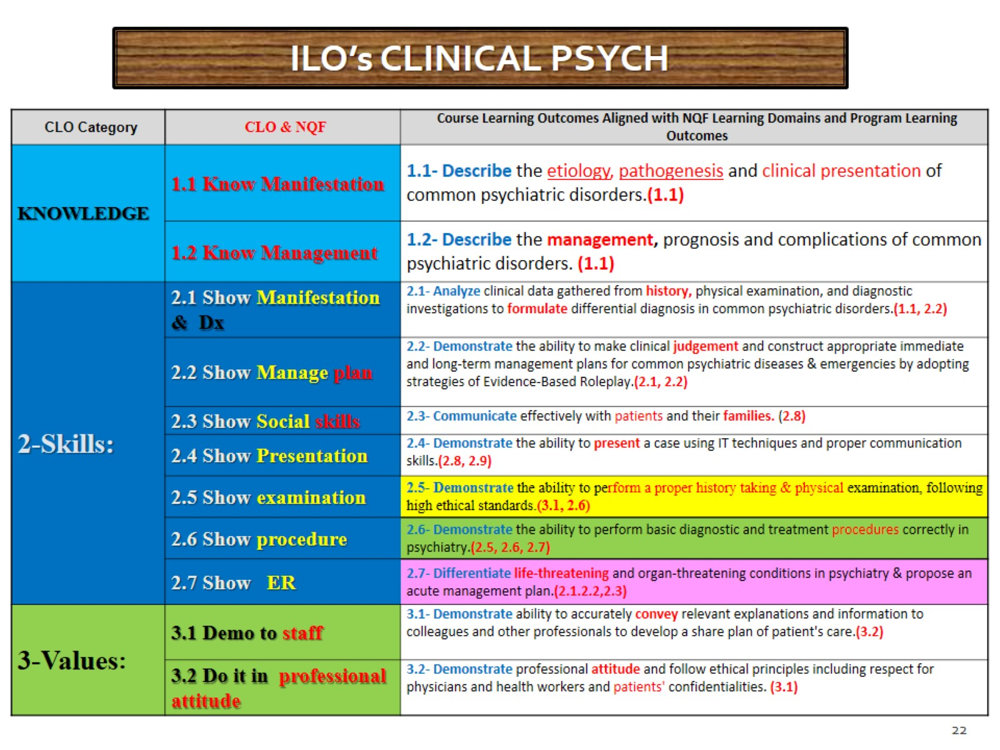 ILO’s CLINICAL PSYCH
CLO Category
CLO & NQF
Course Learning Outcomes Aligned with NQF Learning Domains and Program Learning
Outcomes
KNOWLEDGE
1.1 Know Manifestation
1.1- Describe the etiology, pathogenesis and clinical presentation of
common psychiatric disorders.(1.1)
1.2 Know Management
1.2- Describe the management, prognosis and complications of common
psychiatric disorders. (1.1)
2-Skills:
2.1 Show Manifestation
& Dx
2.1- Analyze clinical data gathered from history, physical examination, and diagnostic
investigations to formulate differential diagnosis in common psychiatric disorders.(1.1, 2.2)
2.2 Show Manage plan
2.2- Demonstrate the ability to make clinical judgement and construct appropriate immediate
and long-term management plans for common psychiatric diseases & emergencies by adopting
strategies of Evidence-Based Roleplay.(2.1, 2.2)
2.3 Show Social skills
2.3- Communicate effectively with patients and their families. (2.8)
2.4 Show Presentation
2.4- Demonstrate the ability to present a case using IT techniques and proper communication
skills.(2.8, 2.9)
2.5 Show examination
2.5- Demonstrate the ability to perform a proper history taking & physical examination, following
high ethical standards.(3.1, 2.6)
2.6 Show procedure
2.6- Demonstrate the ability to perform basic diagnostic and treatment procedures correctly in
psychiatry.(2.5, 2.6, 2.7)
2.7 Show ER
2.7- Differentiate life-threatening and organ-threatening conditions in psychiatry & propose an
acute management plan.(2.1.2.2,2.3)
3-Values:
3.1 Demo to staff
3.1- Demonstrate ability to accurately convey relevant explanations and information to
colleagues and other professionals to develop a share plan of patient's care.(3.2)
3.2 Do it in professional
attitude
3.2- Demonstrate professional attitude and follow ethical principles including respect for
physicians and health workers and patients' confidentialities. (3.1)
22